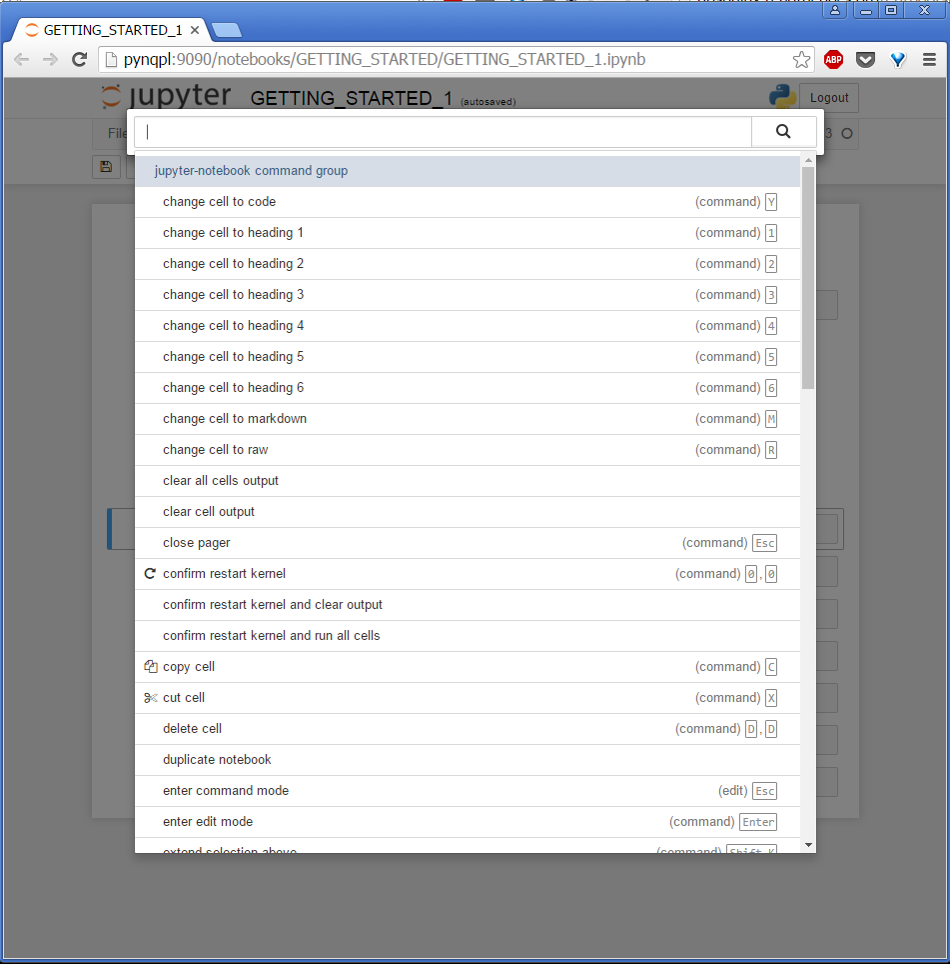 GETTING_STARTED_1
pynqpl:9090/notebooks/GETTING_STARTED/GETTING_STARTED_1.ipynb
ABP
jupyter GETTING_STARTED_1 (autosaved)
Logout
File
3
jupyter-notebook command group
change cell to code (command) Y
change cell to heading 1 (command) 1
change cell to heading 2 (command) 2
change cell to heading 3 (command) 3
change cell to heading 4 (command) 4
change cell to heading 5 (command) 5
change cell to heading 6 (command) 6
change cell to markdown (command) M
change cell to raw (command) R
clear all cells output
clear cell output
close pager (command) Esc
confirm restart kernel (command) 0,0
confirm restart kernel and clear output
confirm restart kernel and run all cells
copy cell (command) C
cut cell (command) X
delete cell (command) D,D
duplicate notebook
enter command mode (edit) Esc
enter edit mode (command) Enter
extend selection above (command) Shift-K